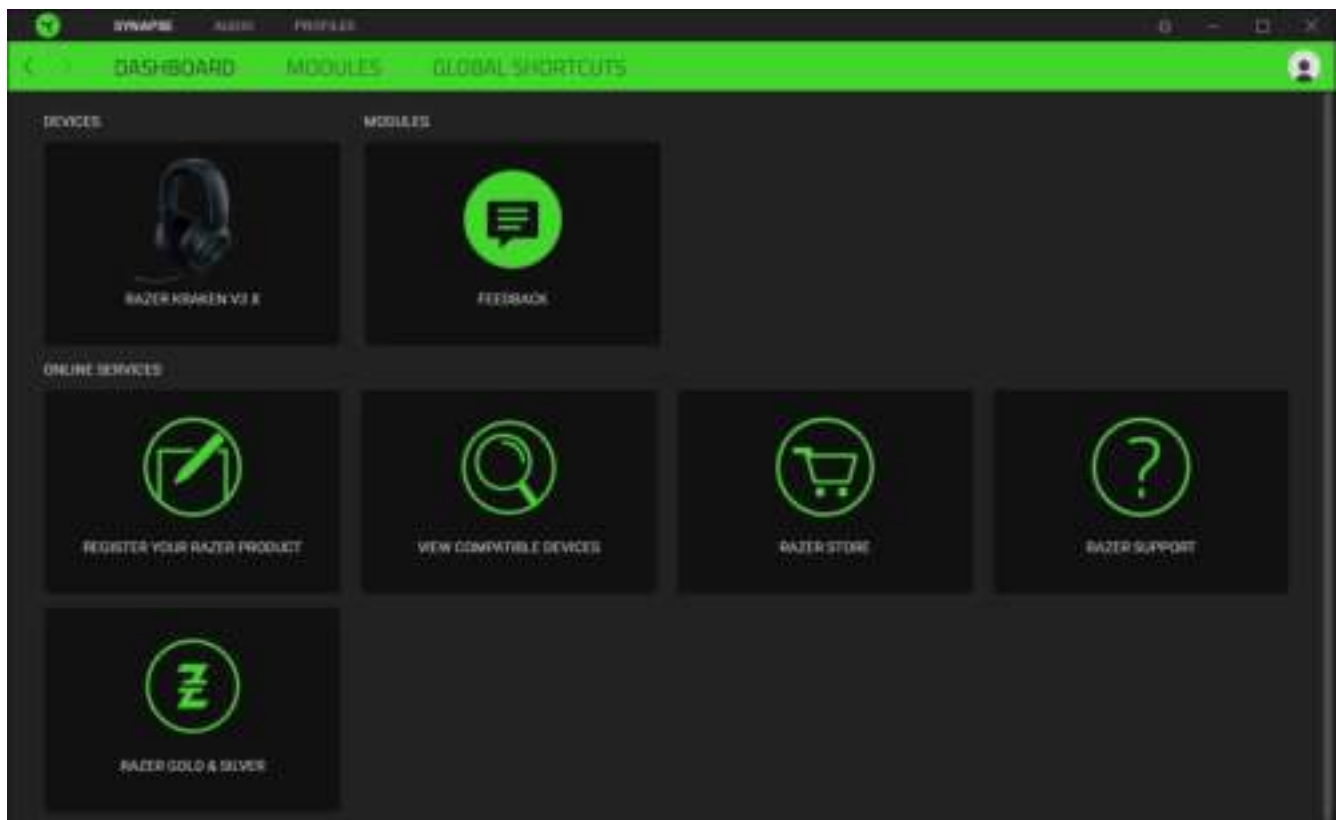 SYNAPSE AUDIO PROFILES
DASHBOARD MODULES GLOBAL SHORTCUTS
DEVICES MODULES
RAZER KRAKEN V3 X FEEDBACK
ONLINE SERVICES
REGISTER YOUR RAZER PRODUCT VIEW COMPATIBLE DEVICES RAZER STORE RAZER SUPPORT
RAZER GOLD & SILVER